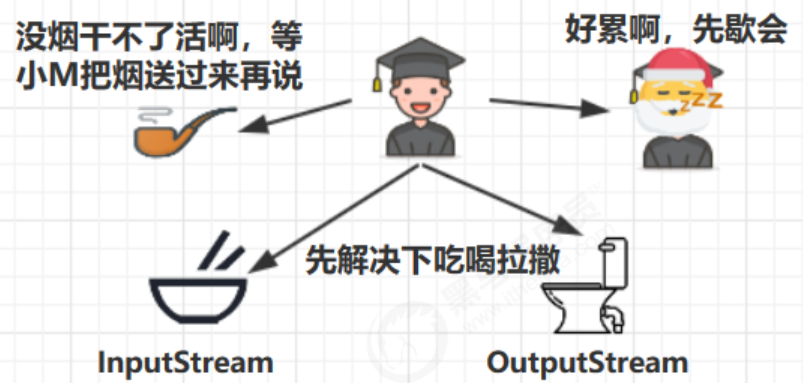 没烟干不了活啊，等
小M把烟送过来再说
好累啊，先歇会
zZZ
先解决下吃喝拉撒
InputStream
OutputStream